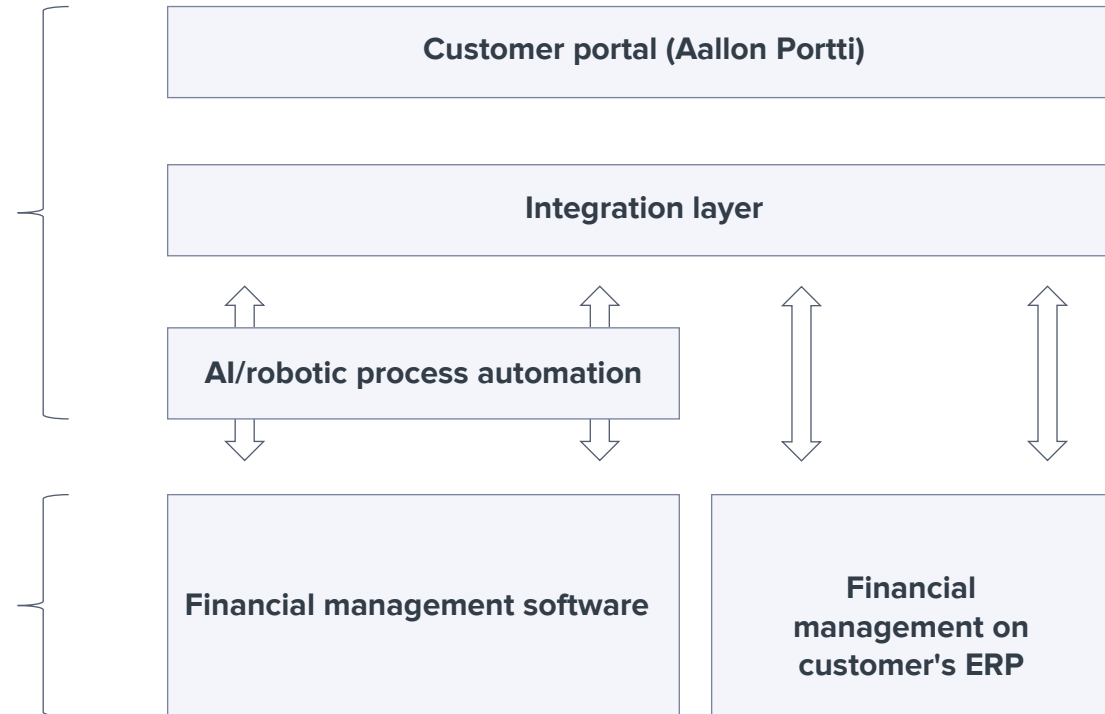 Customer portal (Aallon Portti)
Integration layer
AI/robotic process automation
Financial management software
Financial
management on
customer's ERP